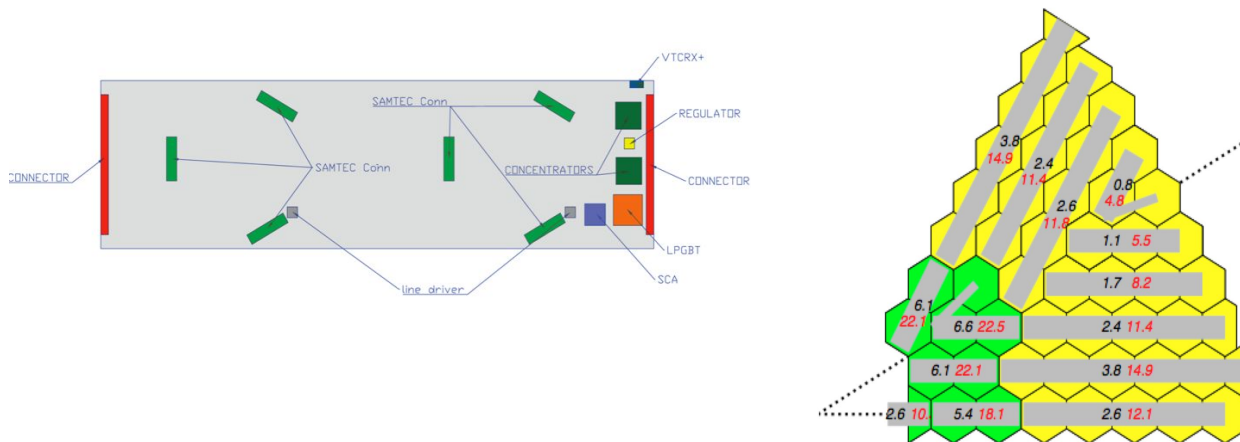 VTCRX+
SAMTEC Conn
REGULATOR
SAMTEC Conn
CONCENTRATORS
CONNECTOR
CONNECTOR
LPGBT
SCA
line driver
3.8
14.9
2.4
11.4
0.8
4.8
2.6
11.8
1.1 5.5
1.7 8.2
6.1
22.1
6.6 22.5
2.4 11.4
6.1 22.1
3.8 14.9
2.6 10.
5.4 18.1
2.6 12.1